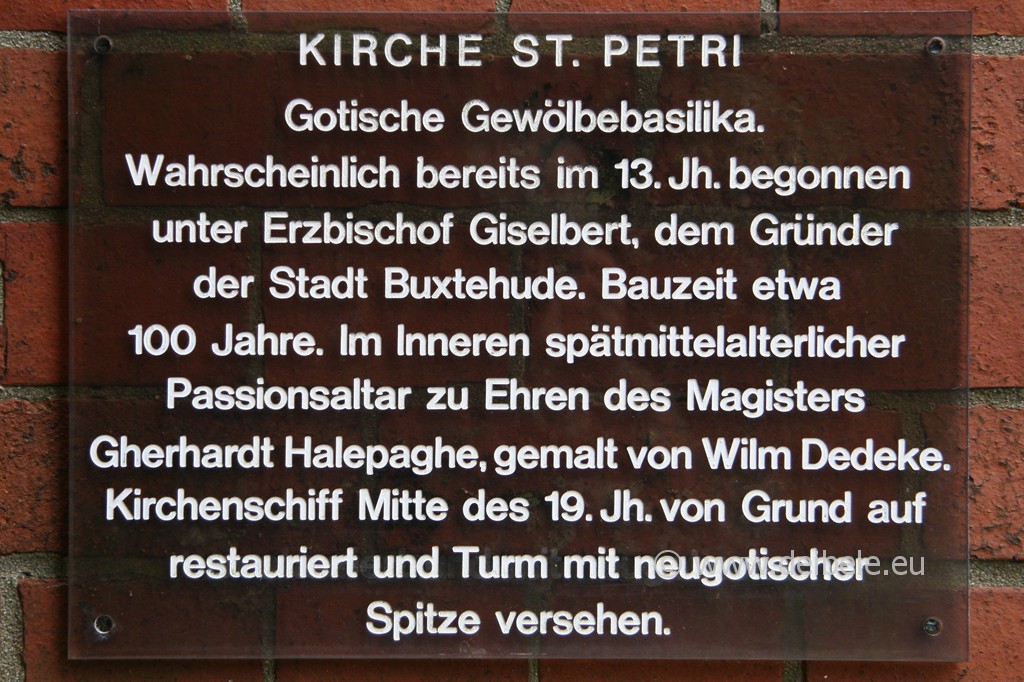 KIRCHE ST. PETRI
Gotische Gewölbebasilika.
Wahrscheinlich bereits im 13. Jh. begonnen
unter Erzbischof Giselbert, dem Gründer
der Stadt Buxtehude. Bauzeit etwa
100 Jahre. Im Inneren spätmittelalterlicher
Passionsaltar zu Ehren des Magisters
Gherhardt Halepaghe, gemalt von Wilm Dedeke.
Kirchenschiff Mitte des 19. Jh. von Grund auf
restauriert und Turm mit neugotischer
Spitze versehen.